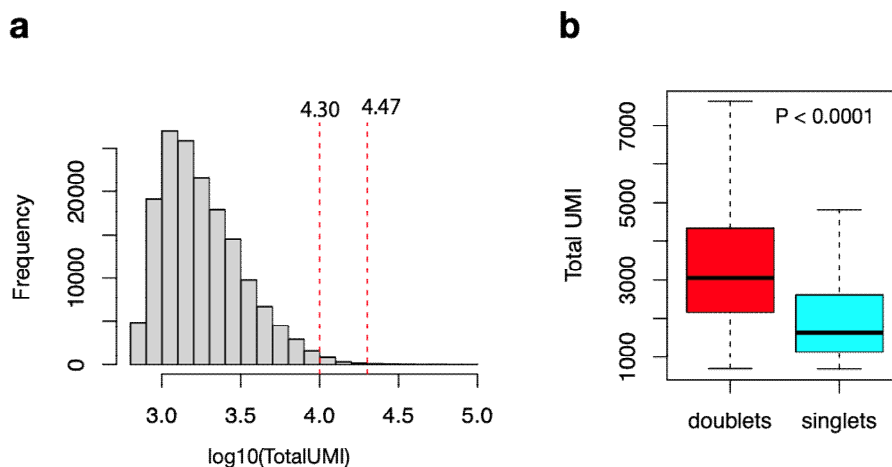 a
4.30 4.47
Frequency
0 10000 20000
3.0 3.5 4.0 4.5 5.0
log10(TotalUMI)
b
P < 0.0001
Total UMI
1000 3000 5000 7000
doublets singlets